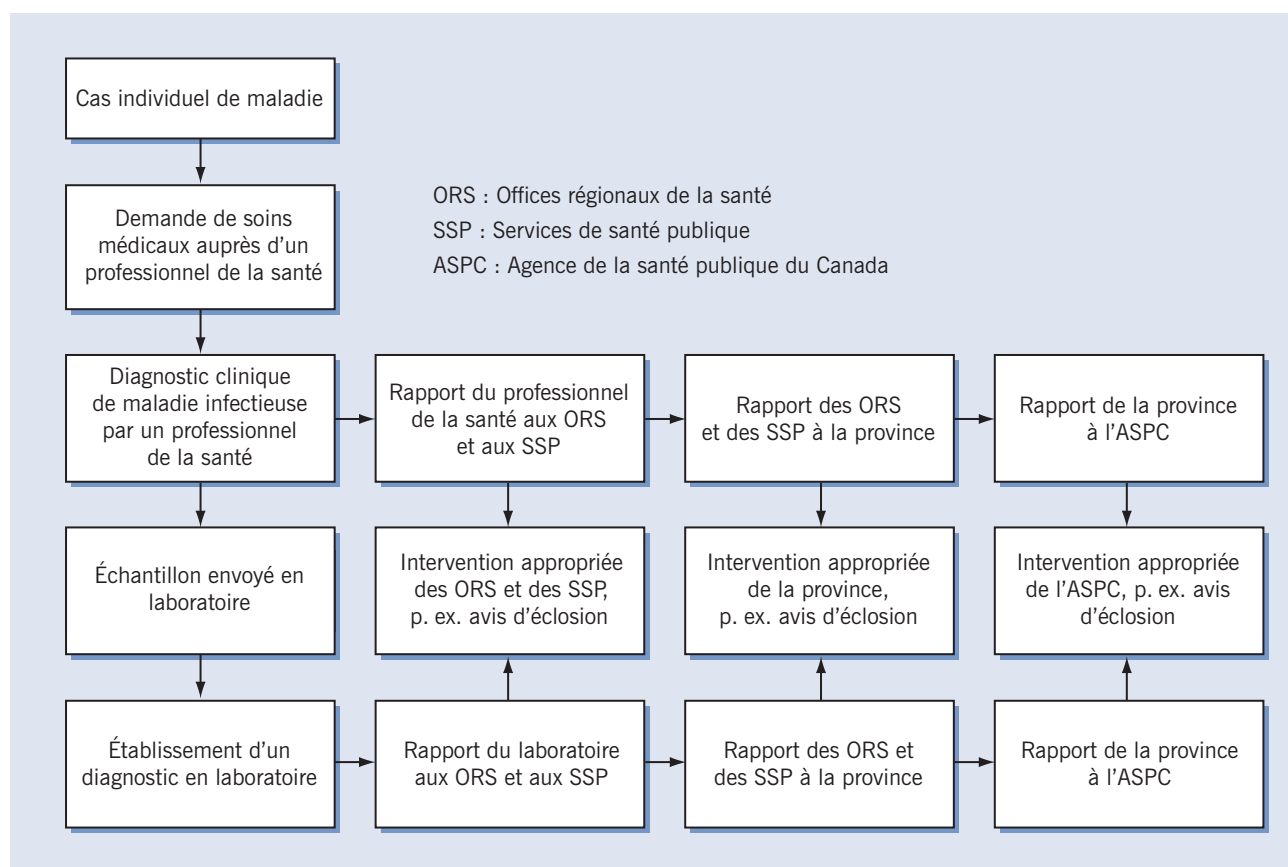 Cas individuel de maladie
Demande de soins
médicaux auprès d'un
professionnel de la santé
ORS : Offices régionaux de la santé
SSP : Services de santé publique
ASPC : Agence de la santé publique du Canada
Diagnostic clinique
de maladie infectieuse
par un professionnel
de la santé
Rapport du professionnel
de la santé aux ORS
et aux SSP
Rapport des ORS
et des SSP à la province
Rapport de la province
à l'ASPC
Échantillon envoyé en
laboratoire
Intervention appropriée
des ORS et des SSP,
p. ex. avis d'éclosion
Intervention appropriée
de la province,
p. ex. avis d'éclosion
Intervention appropriée
de l'ASPC, p. ex. avis
d'éclosion
Établissement d'un
diagnostic en laboratoire
Rapport du laboratoire
aux ORS et aux SSP
Rapport des ORS et
des SSP à la province
Rapport de la province
à l'ASPC